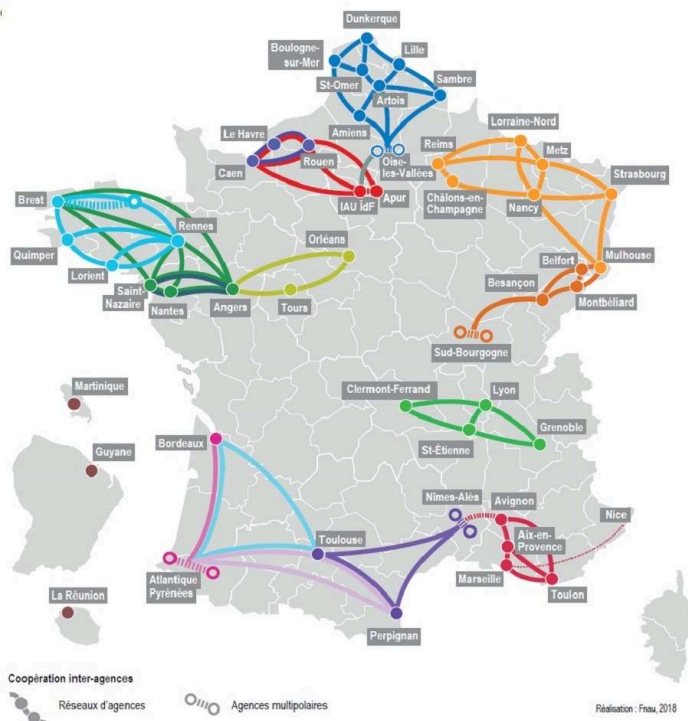 Dunkerque
Boulogne-
sur-Mer
Lille
St-Omer
Sambre
Artois
Amiens
Lorraine-Nord
Le Havre
Reims
Metz
Rouen
Oise-
les-Vallées
Caen
Strasbourg
IAU IdF
Apur
Châlons-en-
Champagne
Nancy
Brest
Rennes
Orléans
Quimper
Belfort
Mulhouse
Lorient
Besançon
Saint-
Nazaire
Nantes
Angers
Tours
Montbéliard
Sud-Bourgogne
Martinique
Clermont-Ferrand
Lyon
Guyane
Bordeaux
St-Étienne
Grenoble
Nîmes-Alès
Avignon
Nice
Toulouse
Aix-en-
Provence
Atlantique
Pyrénées
Marseille
La Réunion
Toulon
Perpignan
Coopération inter-agences
Réseaux d'agences
Agences multipolaires
Réalisation : Fnau, 2018